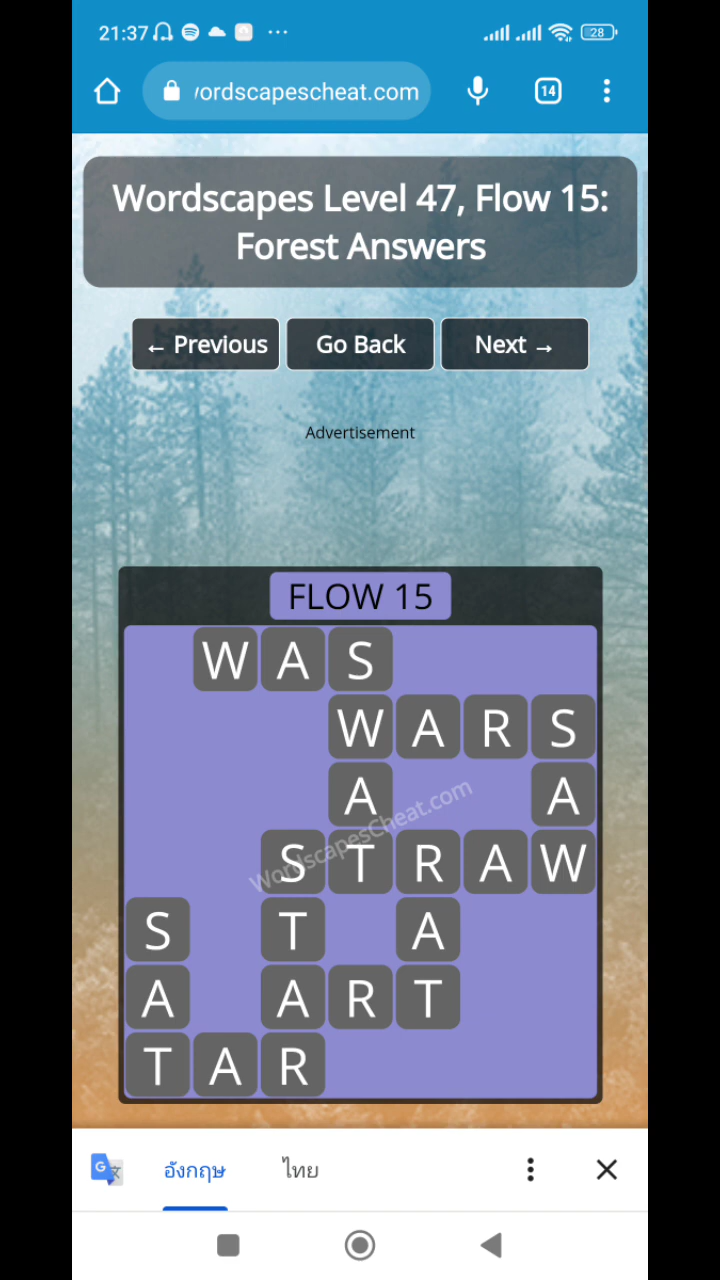 21:37
28
vordscapescheat.com
14
Wordscapes Level 47, Flow 15:
Forest Answers
← Previous
Go Back
Next →
Advertisement
FLOW 15
W A S
W A R S
A A
S T R A W
S T A
A A R T
T A R
WordscapesCheat.com
อังกฤษ
ไทย